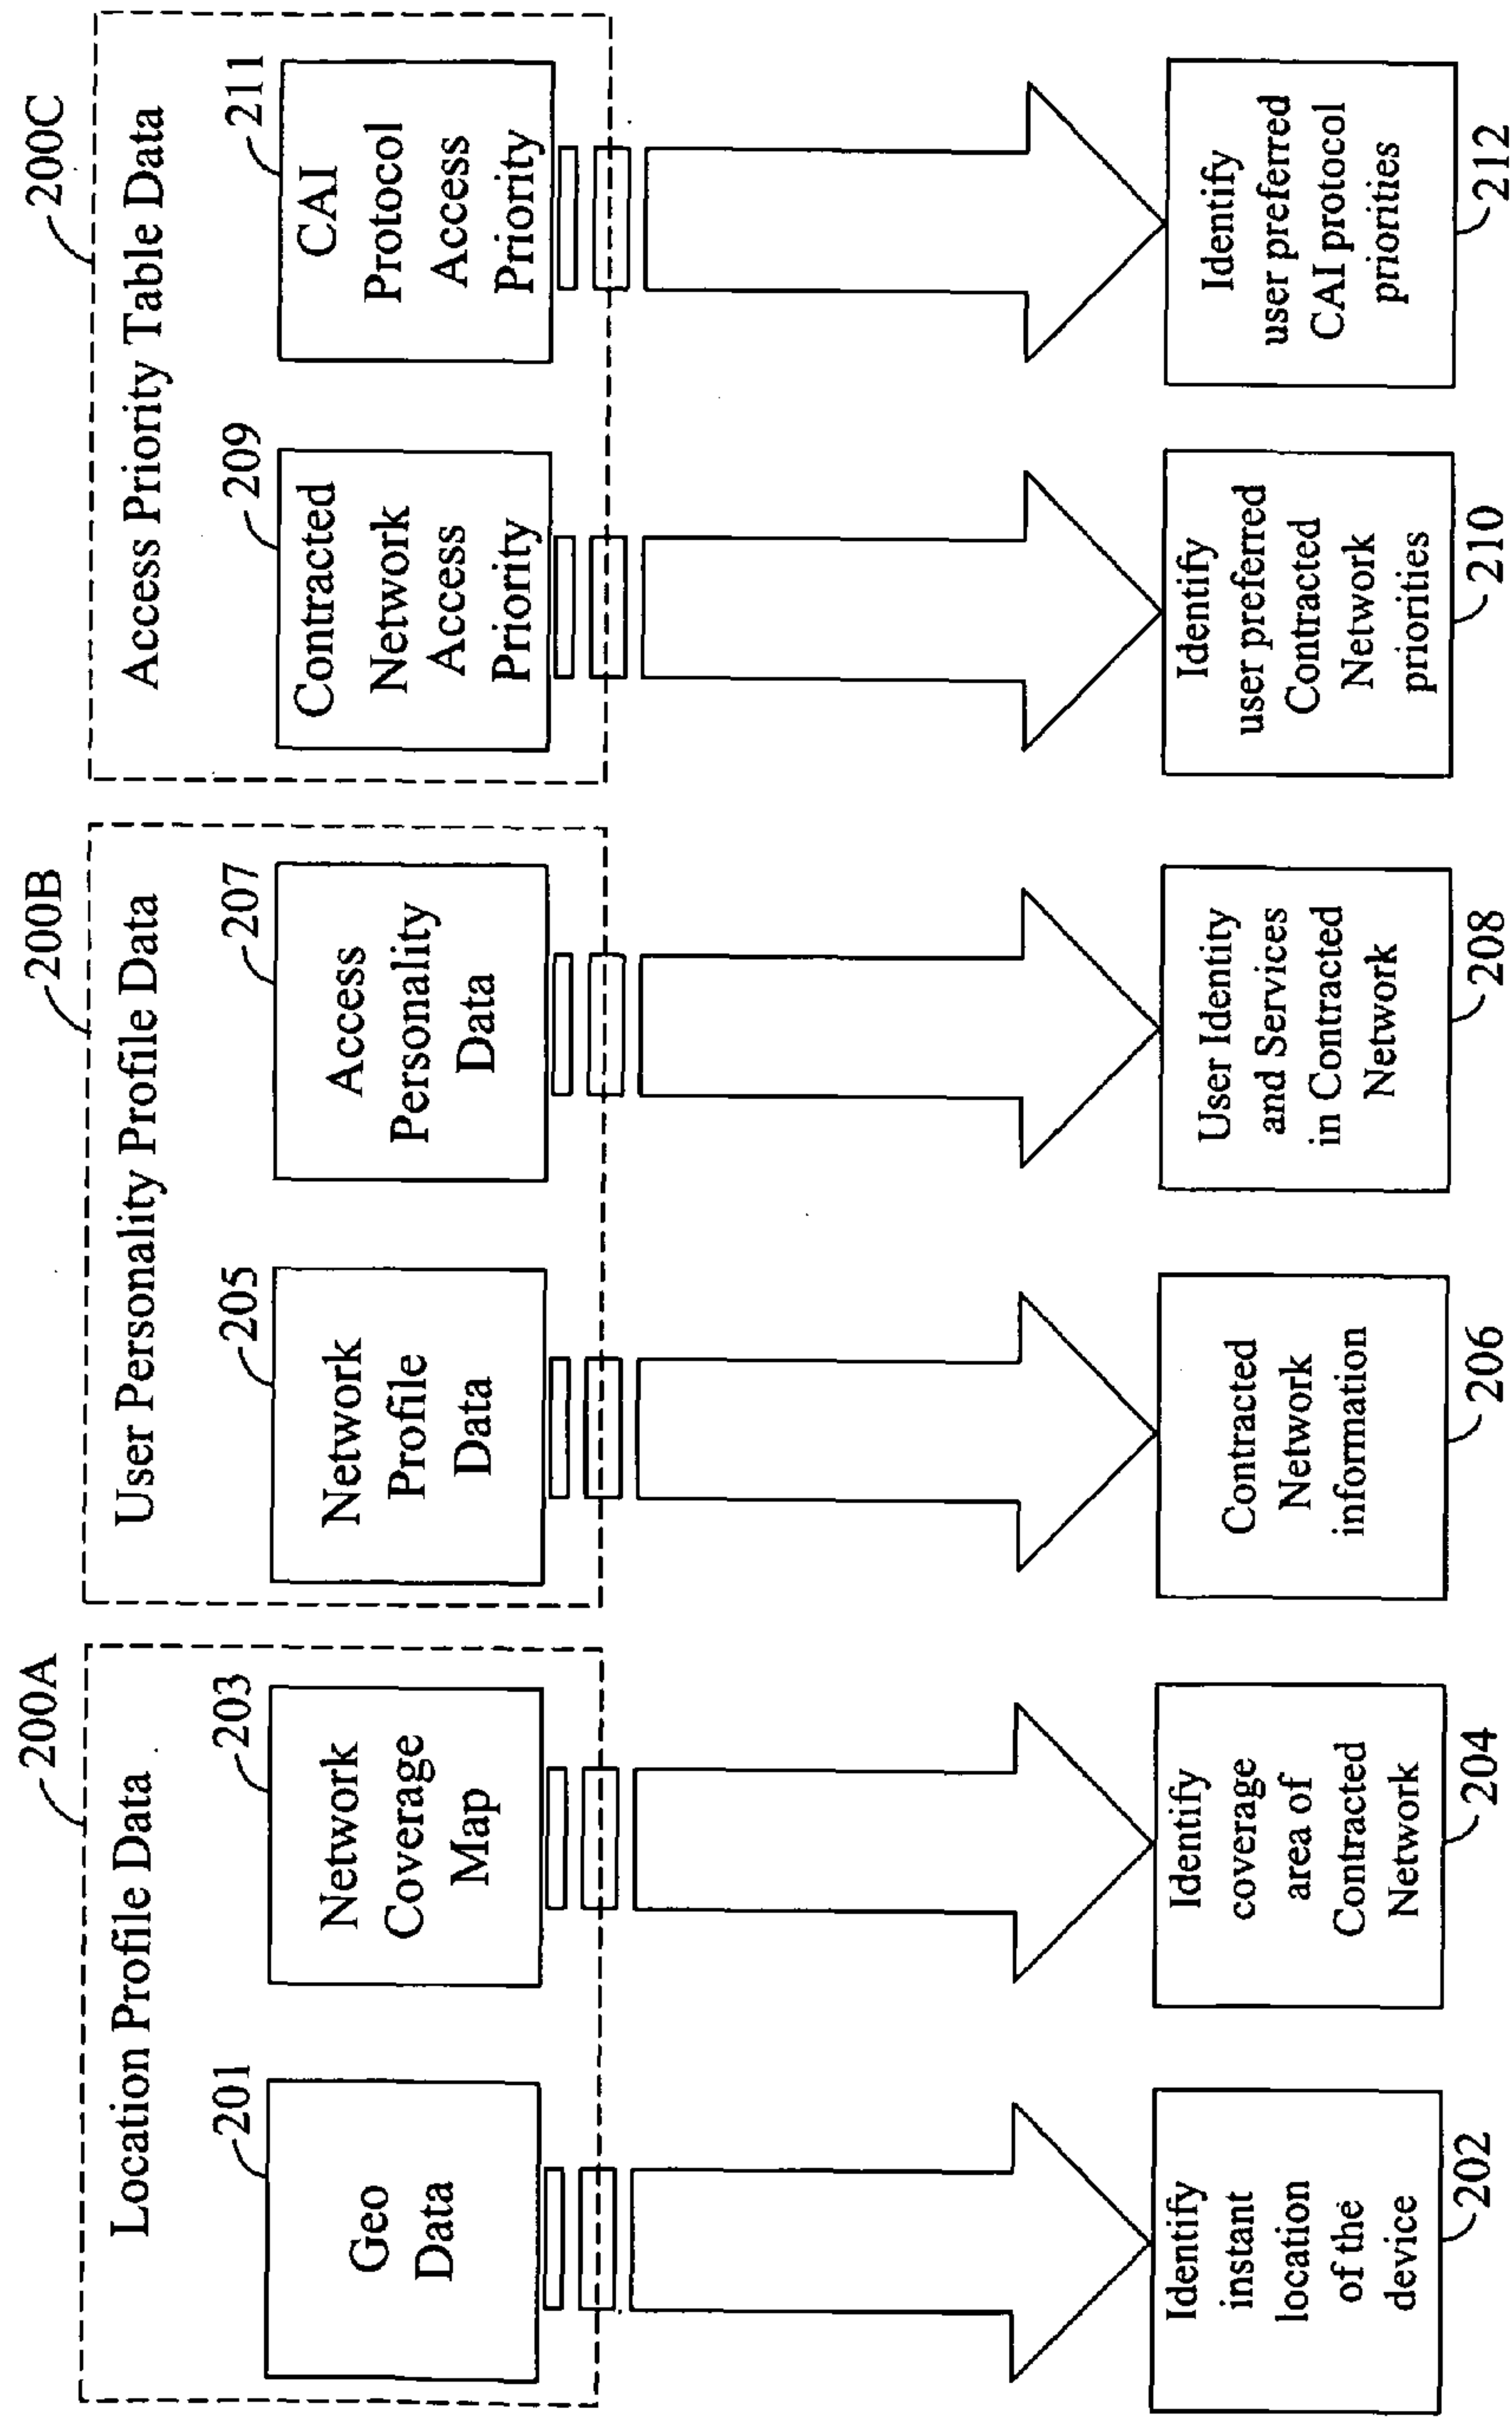 200A
Location Profile Data
201
Geo
Data
203
Network
Coverage
Map
Identify
instant
location
of the
device
202
Identify
coverage
area of
Contracted
Network
204
200B
User Personality Profile Data
205
Network
Profile
Data
207
Access
Personality
Data
Contracted
Network
information
206
User Identity
and Services
in Contracted
Network
208
200C
Access Priority Table Data
209
Contracted
Network
Access
Priority
211
CAI
Protocol
Access
Priority
Identify
user preferred
Contracted
Network
priorities
210
Identify
user preferred
CAI protocol
priorities
212